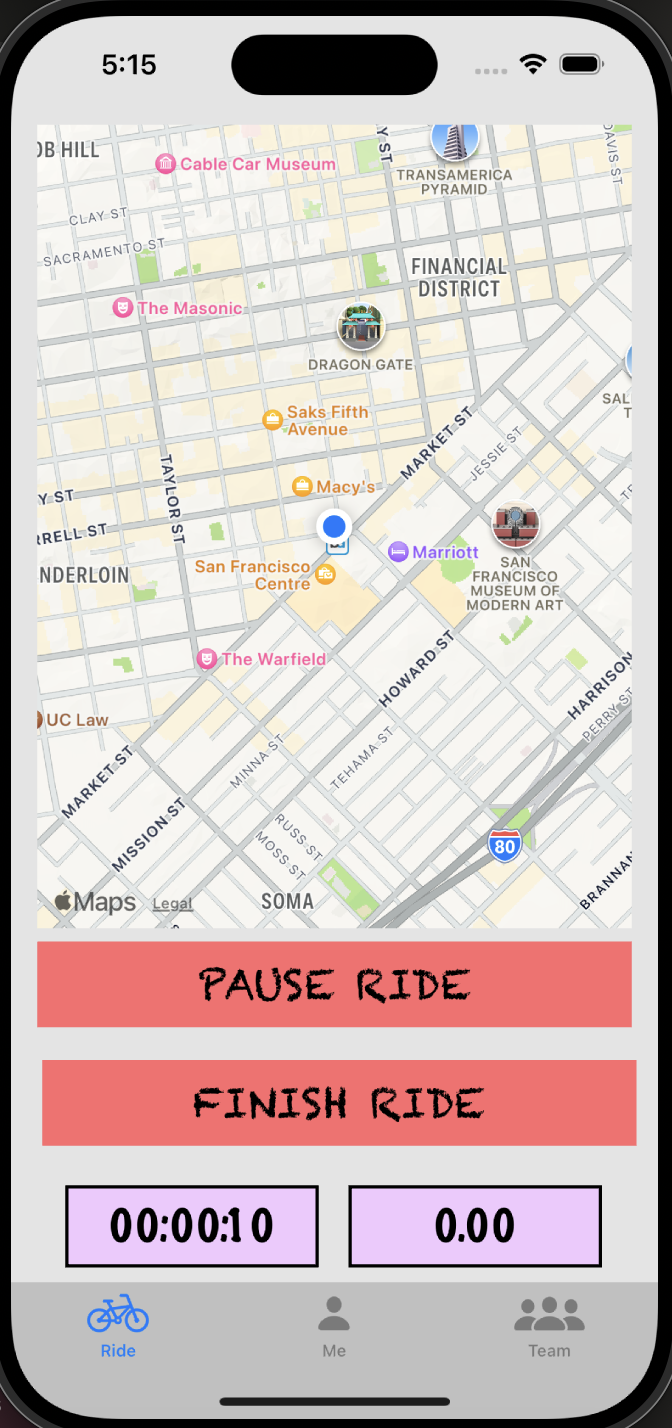 5:15
OB HILL
Cable Car Museum
Y ST
DAVIS ST
TRANSAMERICA
PYRAMID
CLAY ST
SACRAMENTO ST
FINANCIAL
DISTRICT
The Masonic
DRAGON GATE
SAL
T
Saks Fifth
Avenue
MARKET ST
JESSIE ST
TAYLOR ST
Macy's
Y ST
RRELL ST
TE
Marriott
SAN
FRANCISCO
MUSEUM OF
MODERN ART
NDERLOIN
San Francisco
Centre
The Warfield
HOWARD ST
HARRISON
PERRY ST
UC Law
MARKET ST
MINNA ST
TEHAMA ST
MISSION ST
RUSS ST
MOSS ST
80
BRANNAN
Maps Legal
SOMA
PAUSE RIDE
FINISH RIDE
00:00:10 0.00
Ride Me Team